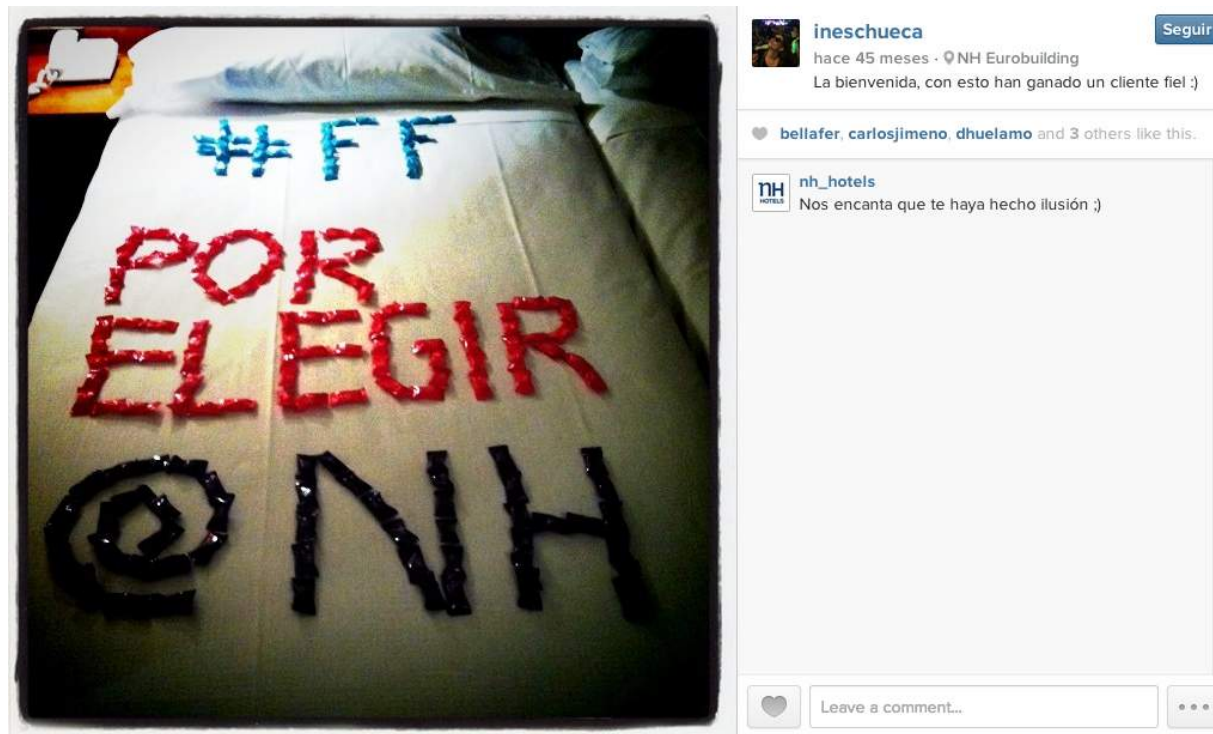 #FF
POR
ELEGIR
@NH
ineschueca
Seguir
hace 45 meses · NH Eurobuilding
La bienvenida, con esto han ganado un cliente fiel :)
bellafer, carlosjimeno, dhuelamo and 3 others like this.
nH
HOTELS
nh_hotels
Nos encanta que te haya hecho ilusión ;)
Leave a comment...